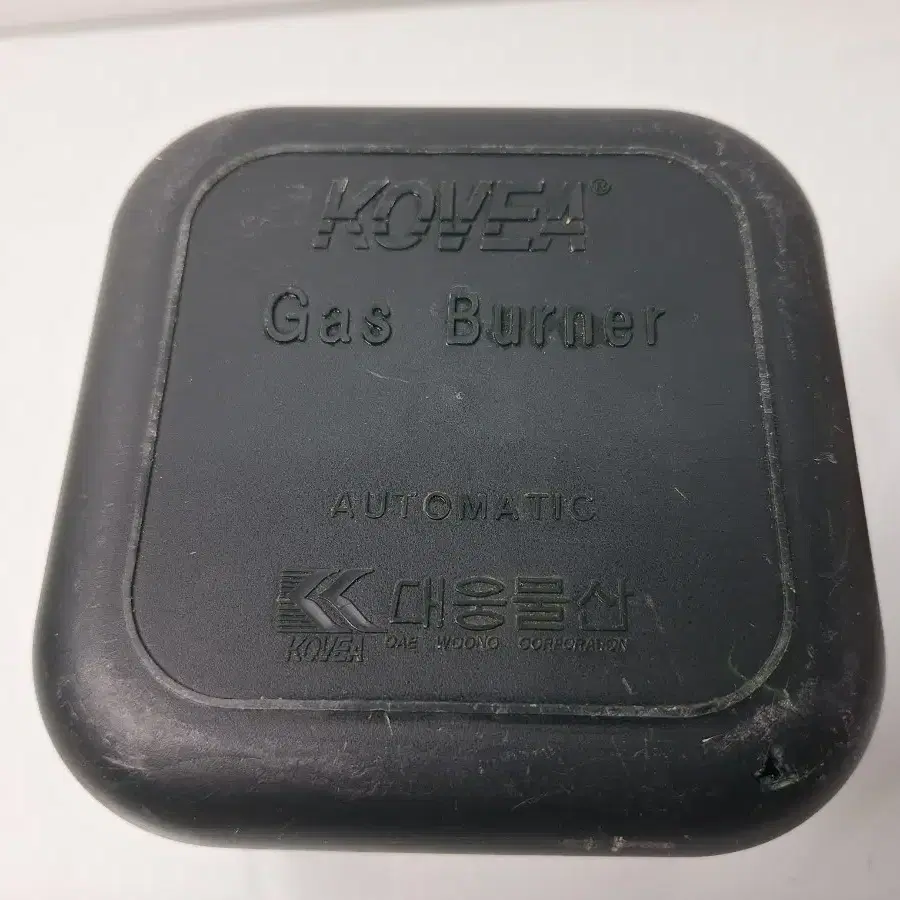 KOVEA®
Gas Burner
AUTOMATIC
대웅물산
KOVEA DAE WOONG CORPORATION